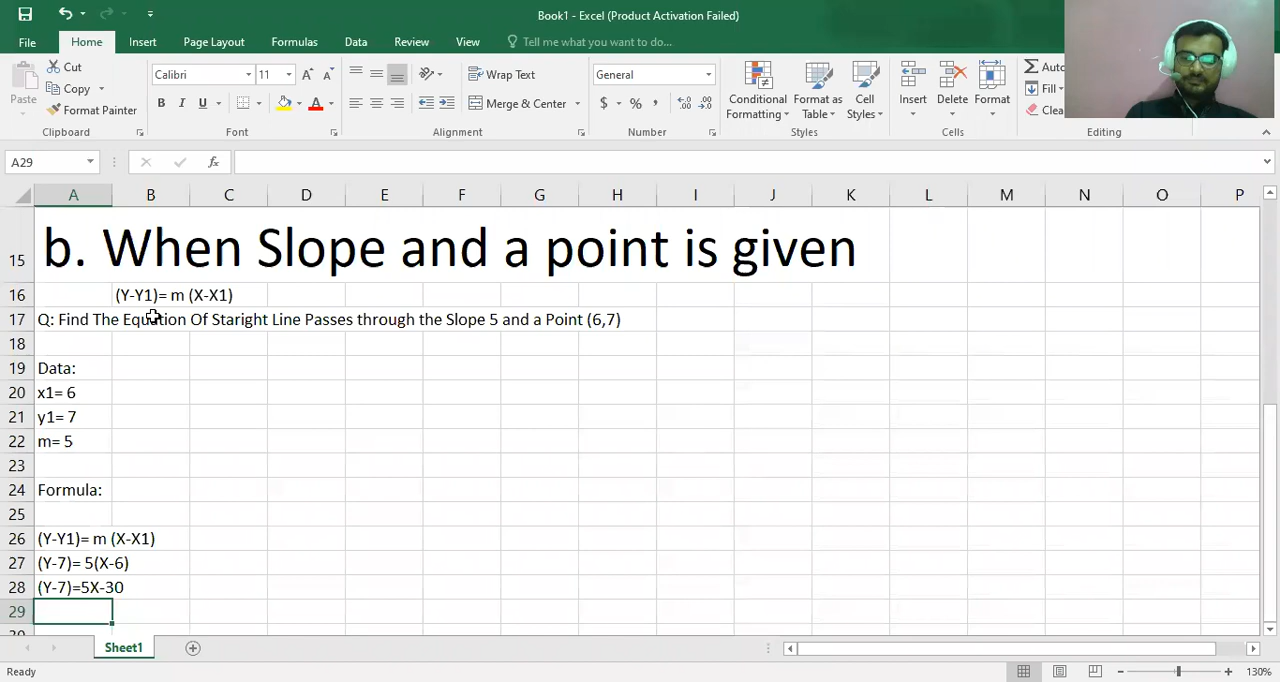 Book1 - Excel (Product Activation Failed)
File Home Insert Page Layout Formulas Data Review View Tell me what you want to do...
Paste Cut Copy Format Painter Clipboard
Calibri 11 B I U Font
Wrap Text Merge & Center Alignment
General $ % , Number
Conditional Formatting Format as Table Cell Styles Styles
Insert Delete Format Cells
Auto Fill Clea Editing
A29 fx
A B C D E F G H I J K L M N O P
15 b. When Slope and a point is given
16 (Y-Y1)= m (X-X1)
17 Q: Find The Equation Of Staright Line Passes through the Slope 5 and a Point (6,7)
18
19 Data:
20 x1= 6
21 y1= 7
22 m= 5
23
24 Formula:
25
26 (Y-Y1)= m (X-X1)
27 (Y-7)= 5(X-6)
28 (Y-7)=5X-30
29
30
Sheet1
Ready 130%